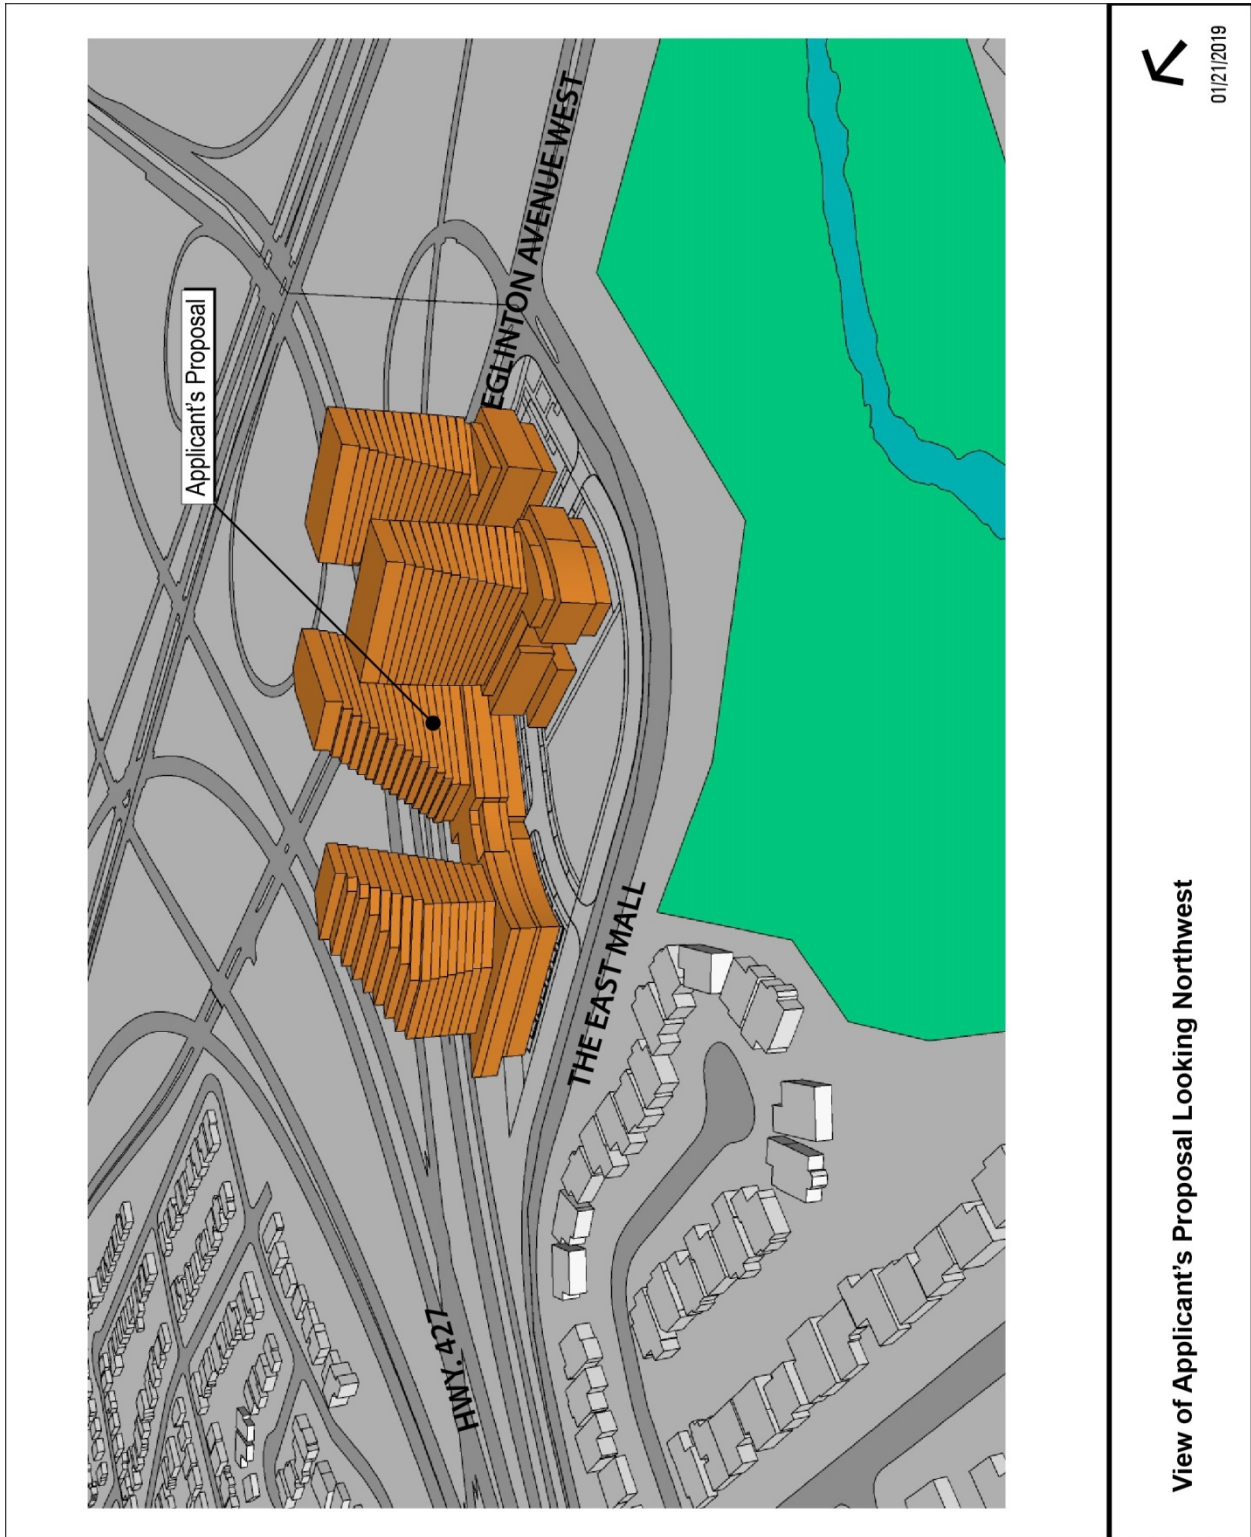 Applicant's Proposal
EGLINTON AVENUE WEST
THE EAST MALL
HWY. 427
View of Applicant's Proposal Looking Northwest
01/21/2019